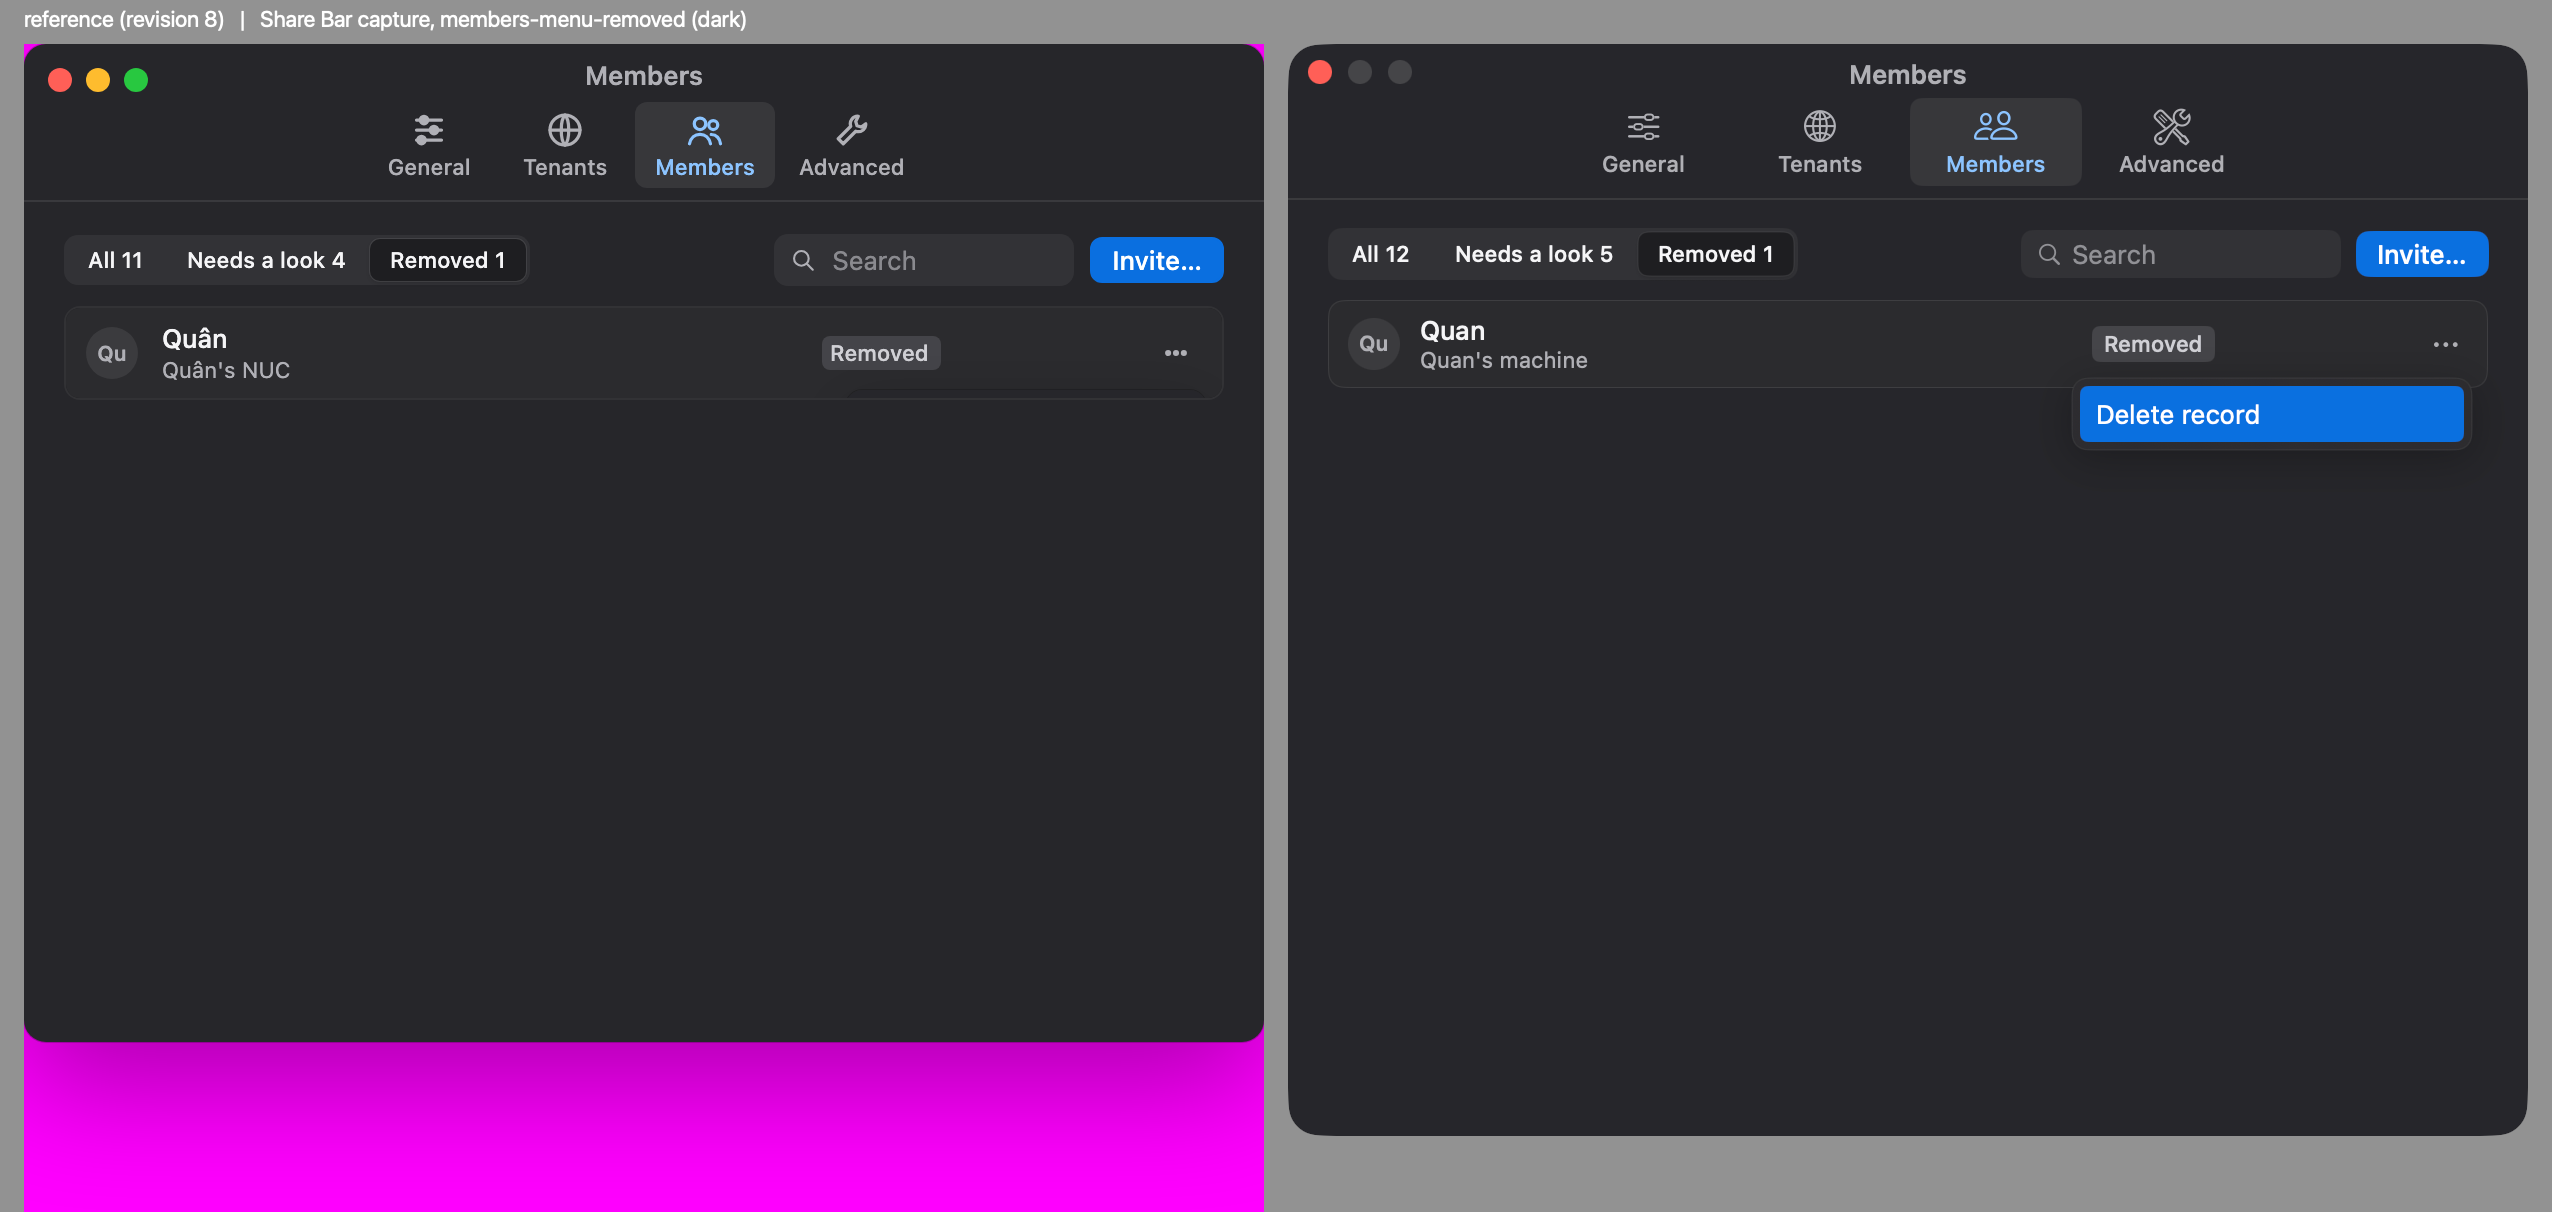 reference (revision 8) | Share Bar capture, members-menu-removed (dark)
Members
General Tenants Members Advanced
All 11 Needs a look 4 Removed 1 Search Invite...
Qu Quân Removed
Quân's NUC
Members
General Tenants Members Advanced
All 12 Needs a look 5 Removed 1 Search Invite...
Qu Quan Removed
Quan's machine
Delete record